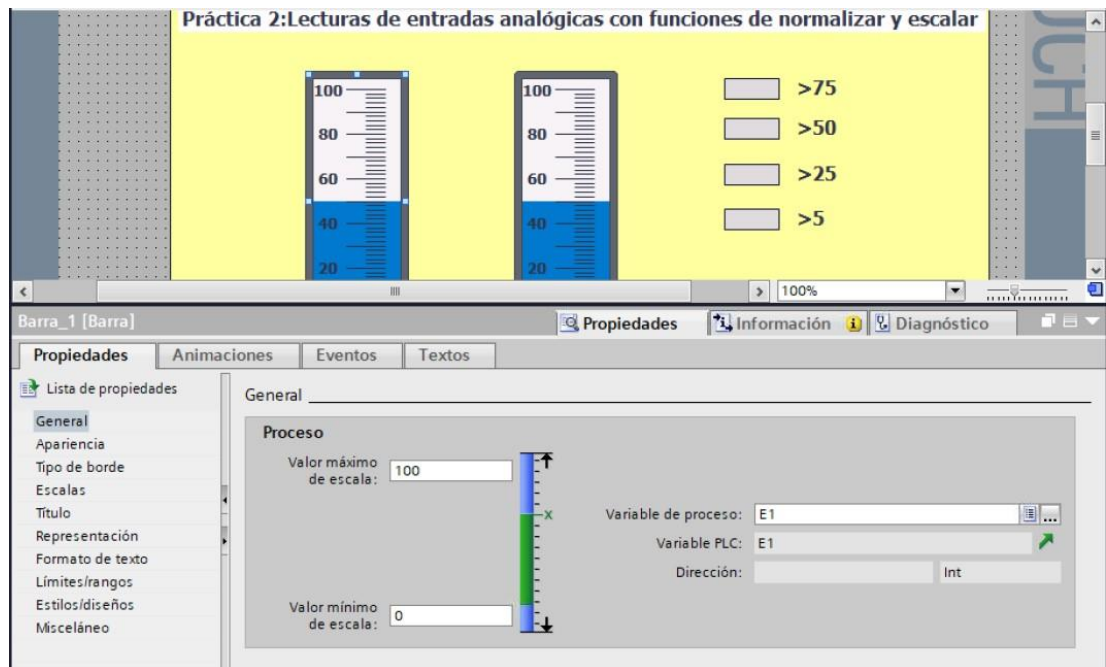 Práctica 2:Lecturas de entradas analógicas con funciones de normalizar y escalar
OUCH
100
80
60
40
20
100
80
60
40
20
>75
>50
>25
>5
100%
Barra_1 [Barra]
Propiedades
Información
Diagnóstico
Propiedades
Animaciones
Eventos
Textos
Lista de propiedades
General
Apariencia
Tipo de borde
Escalas
Título
Representación
Formato de texto
Límites/rangos
Estilos/diseños
Misceláneo
General
Proceso
Valor máximo
de escala:
100
x
Variable de proces: E1
Variable PLC: E1
Dirección:
Int
Valor mínimo
de escala:
0